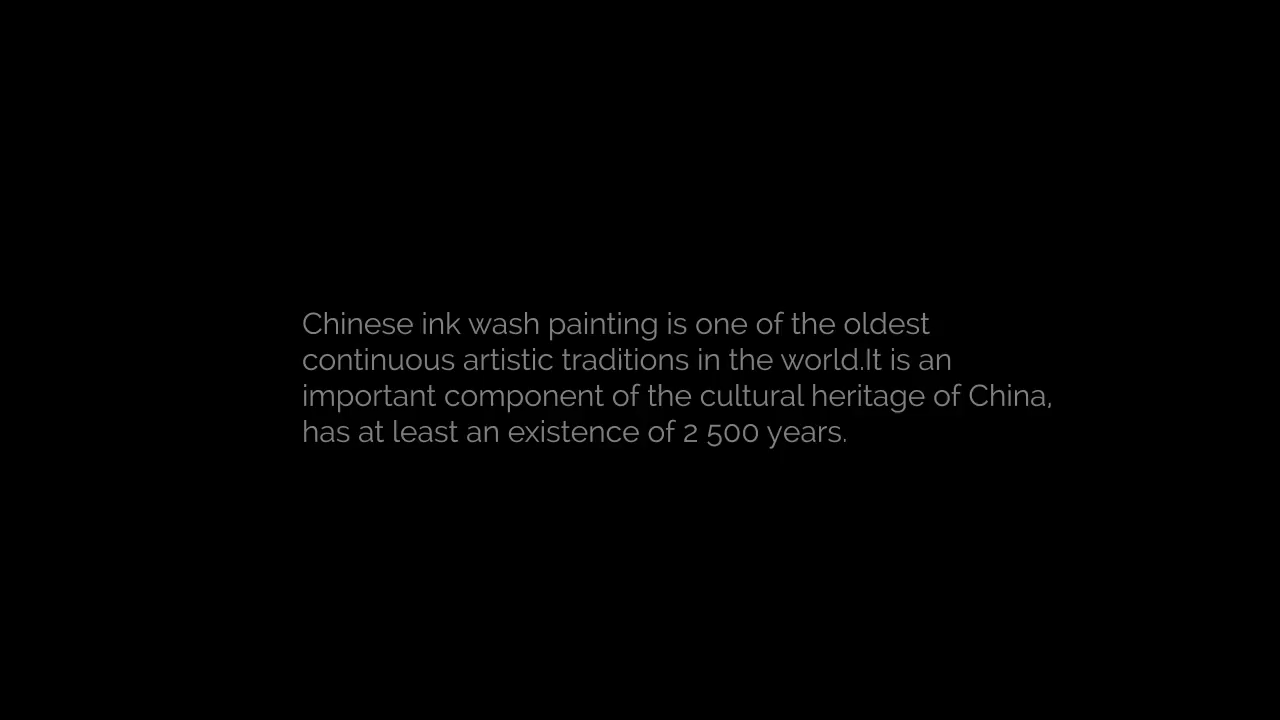 Chinese ink wash painting is one of the oldest
continuous artistic traditions in the world.It is an
important component of the cultural heritage of China,
has at least an existence of 2 500 years.